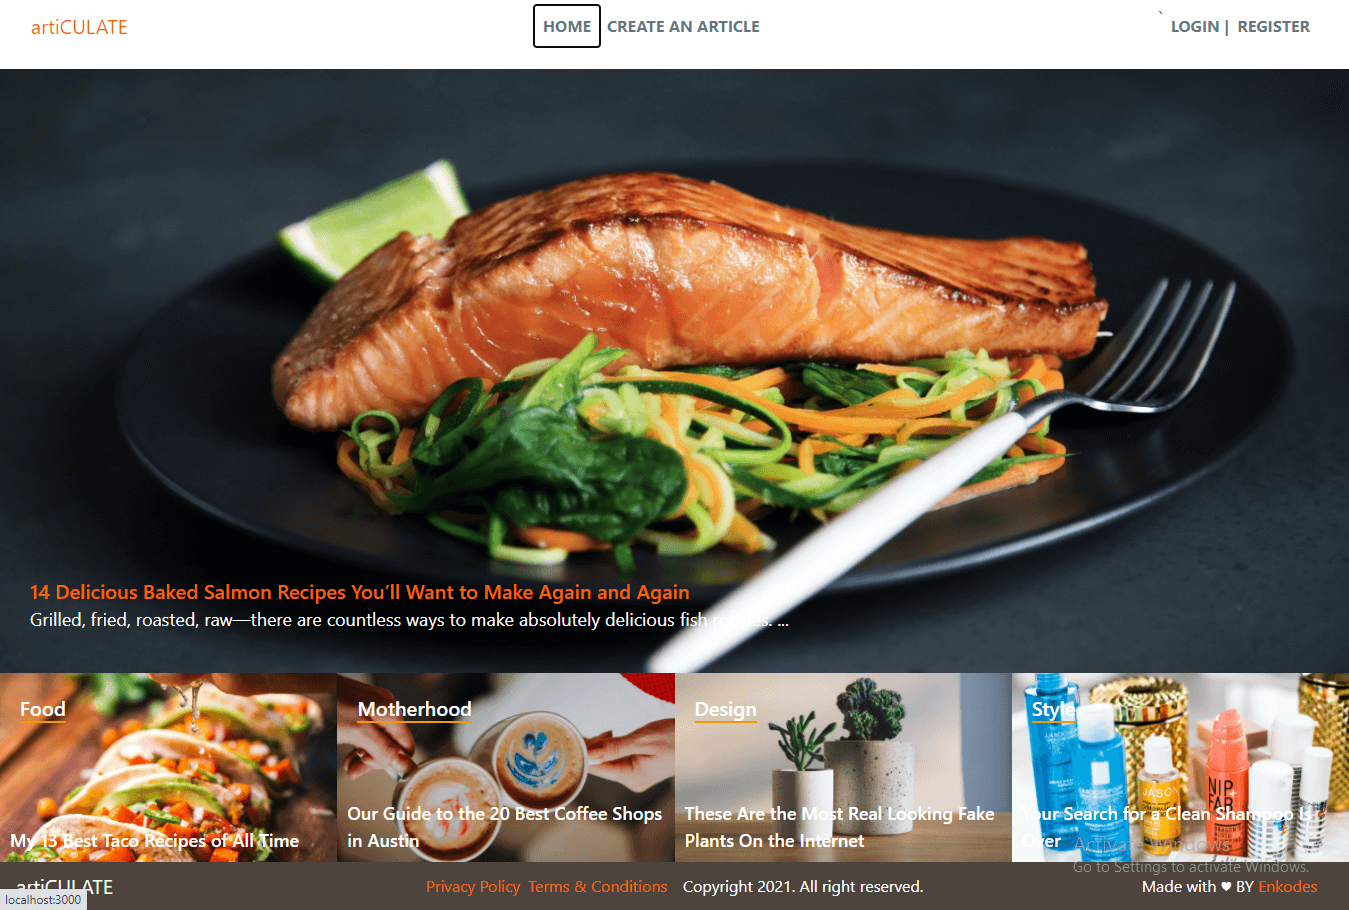 artiCULATE
HOME CREATE AN ARTICLE
` LOGIN | REGISTER
14 Delicious Baked Salmon Recipes You’ll Want to Make Again and Again
Grilled, fried, roasted, raw—there are countless ways to make absolutely delicious fish recipes. ...
Food
My 13 Best Taco Recipes of All Time
Motherhood
Our Guide to the 20 Best Coffee Shops
in Austin
Design
These Are the Most Real Looking Fake
Plants On the Internet
Style
JASON
NIP
FAB
Your Search for a Clean Shampoo is
Over
Activate Windows
Go to Settings to activate Windows.
artiCULATE
Privacy Policy Terms & Conditions Copyright 2021. All right reserved.
Made with ♥ BY Enkodes
localhost:3000